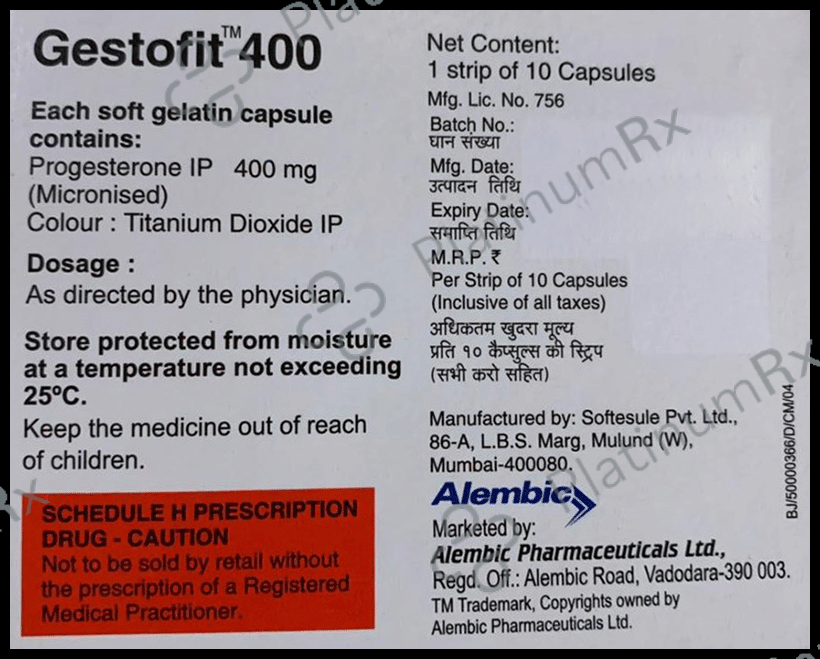 Gestofit™400
Each soft gelatin capsule
contains:
Progesterone IP 400 mg
(Micronised)
Colour : Titanium Dioxide IP
Dosage :
As directed by the physician.
Store protected from moisture
at a temperature not exceeding
25ºC.
Keep the medicine out of reach
of children.
SCHEDULE H PRESCRIPTION
DRUG - CAUTION
Not to be sold by retail without
the prescription of a Registered
Medical Practitioner.
Net Content:
1 strip of 10 Capsules
Mfg. Lic. No. 756
Batch No.:
घान संख्या
Mfg. Date:
उत्पादन तिथि
Expiry Date:
समाप्ति तिथि
M.R.P. ₹
Per Strip of 10 Capsules
(Inclusive of all taxes)
अधिकतम खुदरा मूल्य
प्रति १० कैप्सुल्स की स्ट्रिप
(सभी करो सहित)
Manufactured by: Softesule Pvt. Ltd.,
86-A, L.B.S. Marg, Mulund (W),
Mumbai-400080.
Alembic
Marketed by:
Alembic Pharmaceuticals Ltd.,
Regd. Off.: Alembic Road, Vadodara-390 003.
TM Trademark, Copyrights owned by
Alembic Pharmaceuticals Ltd.
BJ/50000366/D/CM/04
PlatinumRx
PlatinumRx
PlatinumRx
Rx